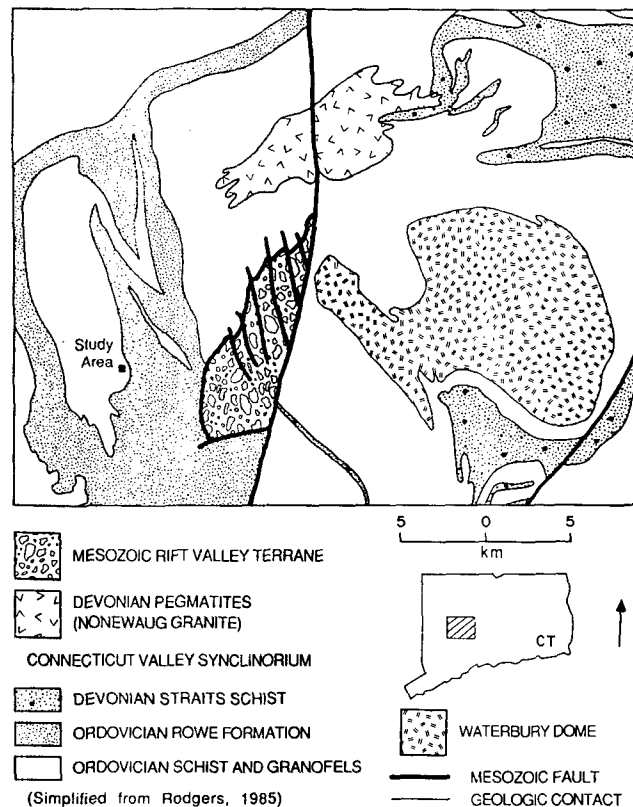 Study
Area
5 0 5
km
MESOZOIC RIFT VALLEY TERRANE
DEVONIAN PEGMATITES
(NONEWAUG GRANITE)
CONNECTICUT VALLEY SYNCLINORIUM
DEVONIAN STRAITS SCHIST
ORDOVICIAN ROWE FORMATION
ORDOVICIAN SCHIST AND GRANOFELS
(Simplified from Rodgers, 1985)
CT
WATERBURY DOME
MESOZOIC FAULT
GEOLOGIC CONTACT